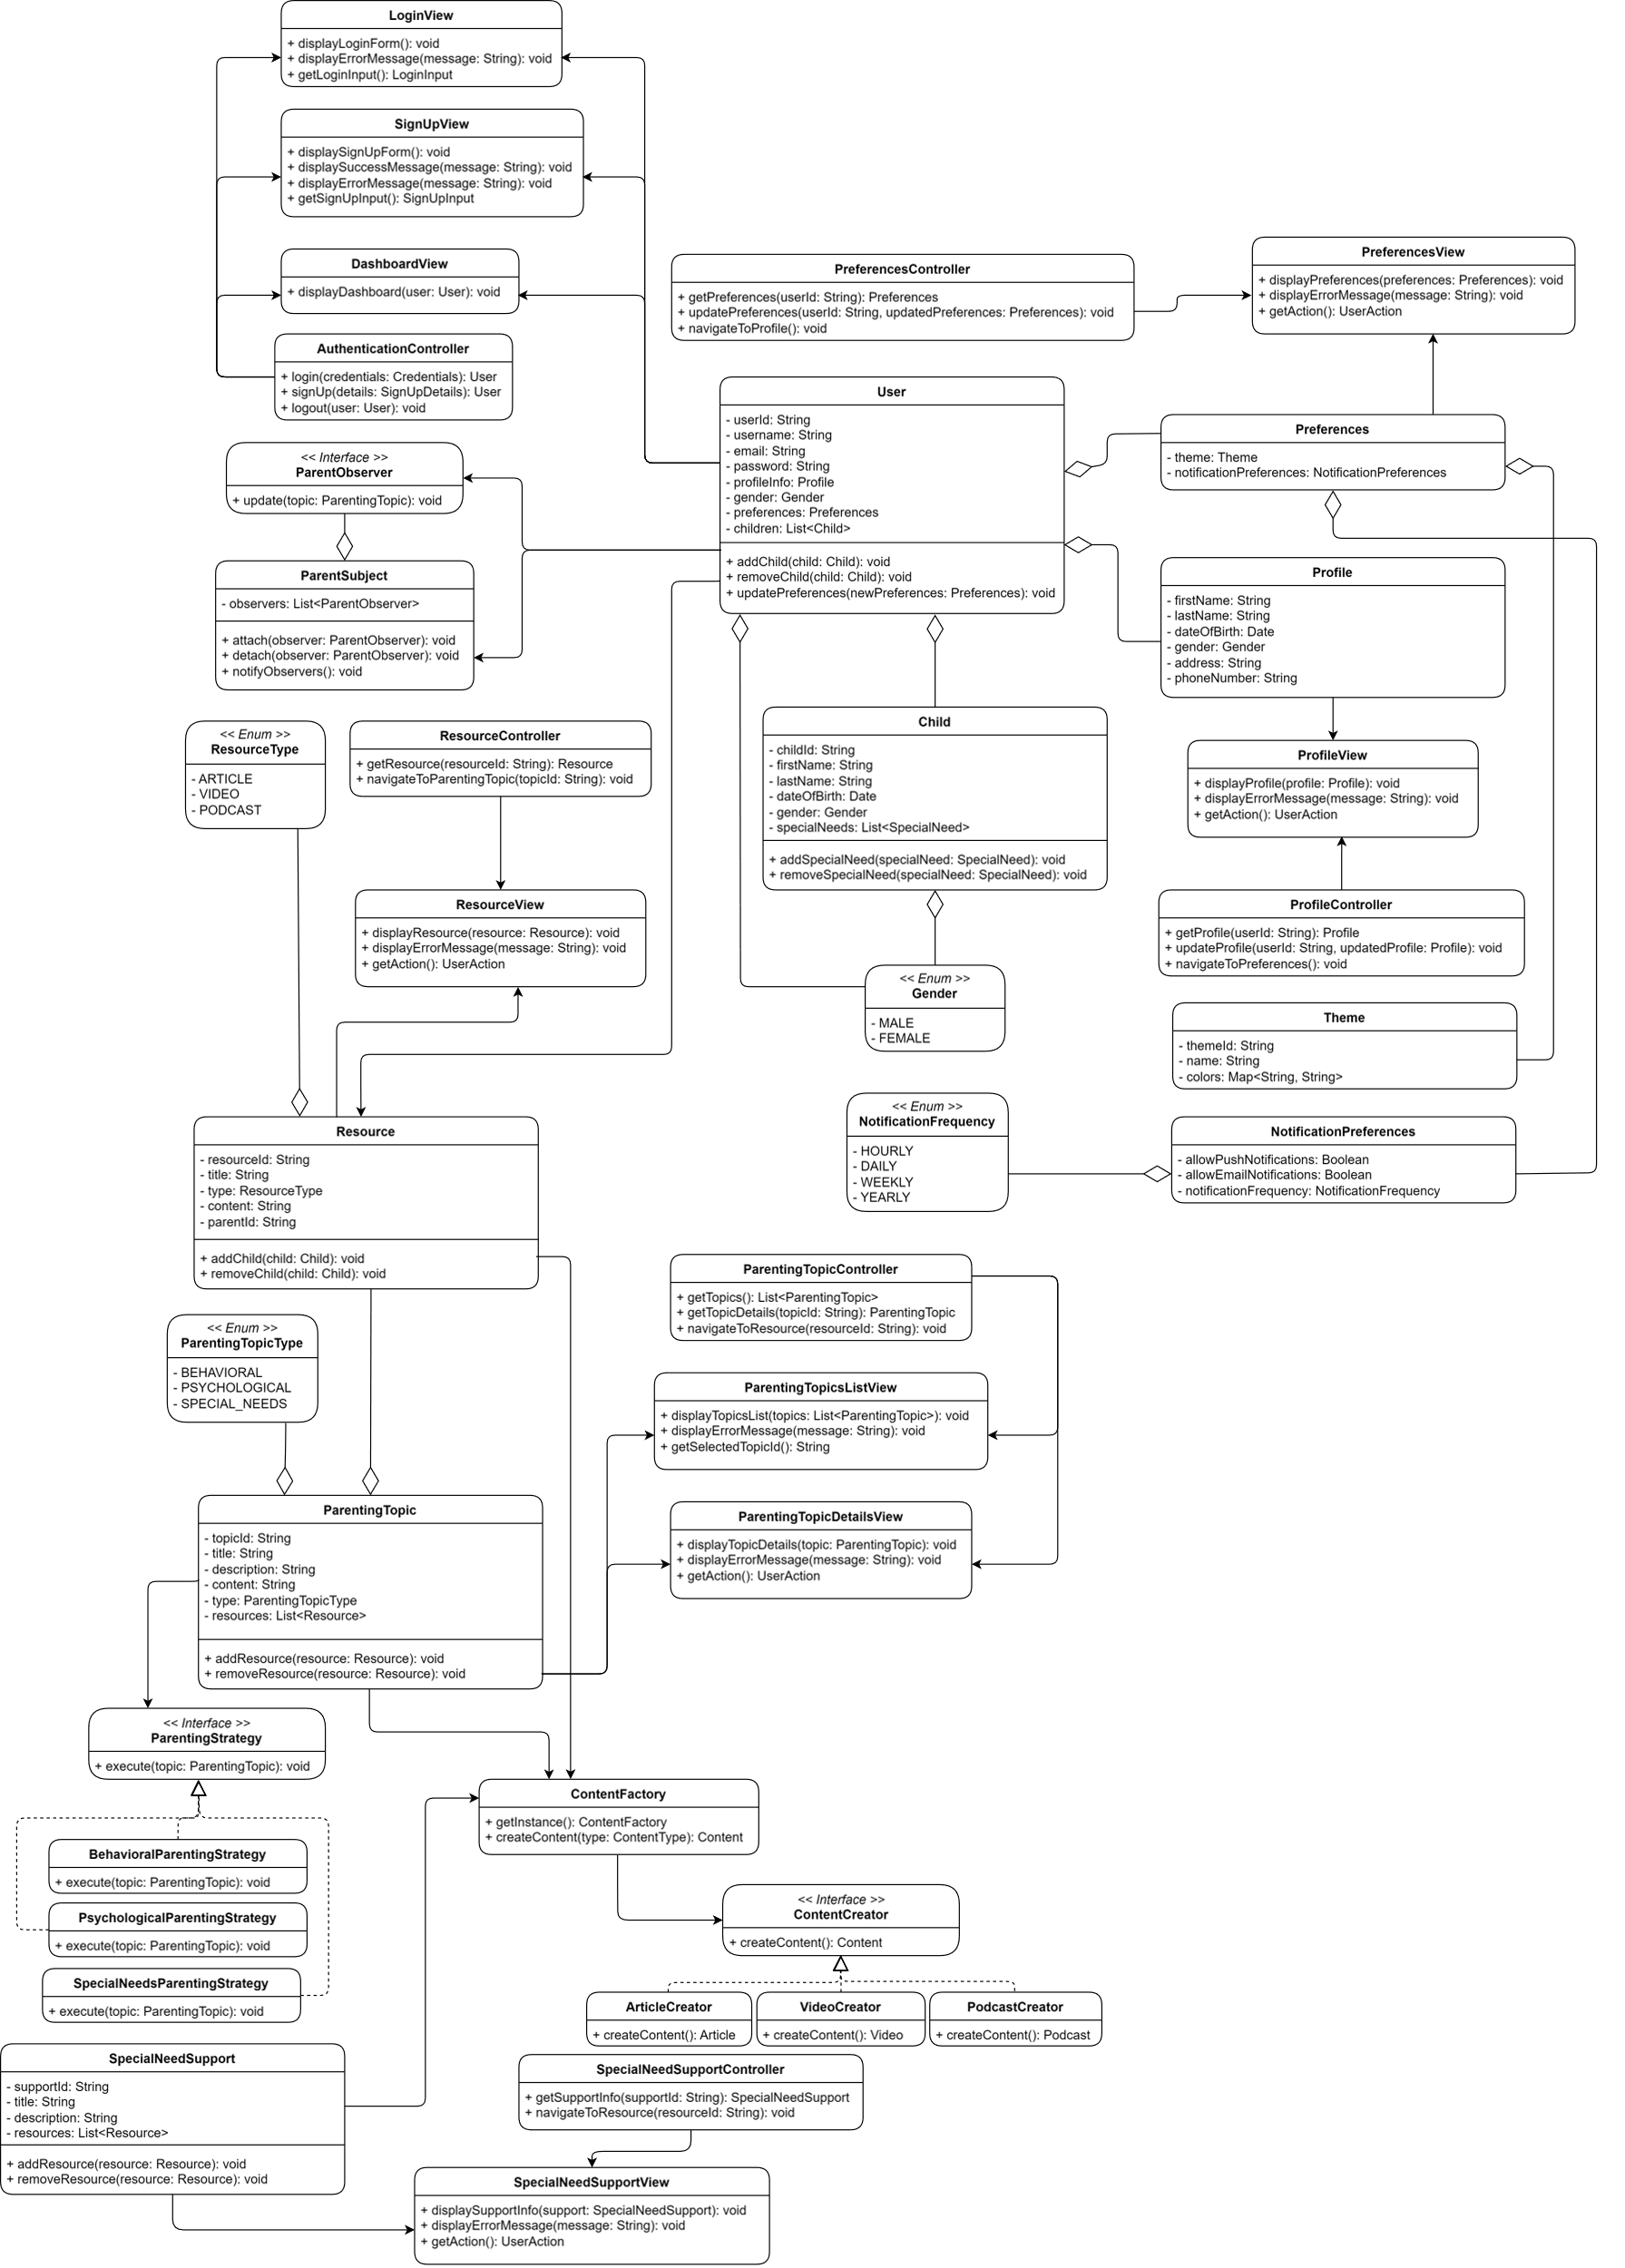 LoginView
+ displayLoginForm(): void
+ displayErrorMessage(message: String): void
+ getLoginInput(): LoginInput
SignUpView
+ displaySignUpForm(): void
+ displaySuccessMessage(message: String): void
+ displayErrorMessage(message: String): void
+ getSignUpInput(): SignUpInput
DashboardView
+ displayDashboard(user: User): void
AuthenticationController
+ login(credentials: Credentials): User
+ signUp(details: SignUpDetails): User
+ logout(user: User): void
PreferencesController
+ getPreferences(userId: String): Preferences
+ updatePreferences(userId: String, updatedPreferences: Preferences): void
+ navigateToProfile(): void
PreferencesView
+ displayPreferences(preferences: Preferences): void
+ displayErrorMessage(message: String): void
+ getAction(): UserAction
User
- userId: String
- username: String
- email: String
- password: String
- profileInfo: Profile
- gender: Gender
- preferences: Preferences
- children: List<Child>
+ addChild(child: Child): void
+ removeChild(child: Child): void
+ updatePreferences(newPreferences: Preferences): void
Preferences
- theme: Theme
- notificationPreferences: NotificationPreferences
<< Interface >>
ParentObserver
+ update(topic: ParentingTopic): void
ParentSubject
- observers: List<ParentObserver>
+ attach(observer: ParentObserver): void
+ detach(observer: ParentObserver): void
+ notifyObservers(): void
Profile
- firstName: String
- lastName: String
- dateOfBirth: Date
- gender: Gender
- address: String
- phoneNumber: String
<< Enum >>
ResourceType
- ARTICLE
- VIDEO
- PODCAST
ResourceController
+ getResource(resourceId: String): Resource
+ navigateToParentingTopic(topicId: String): void
Child
- childId: String
- firstName: String
- lastName: String
- dateOfBirth: Date
- gender: Gender
- specialNeeds: List<SpecialNeed>
+ addSpecialNeed(specialNeed: SpecialNeed): void
+ removeSpecialNeed(specialNeed: SpecialNeed): void
ProfileView
+ displayProfile(profile: Profile): void
+ displayErrorMessage(message: String): void
+ getAction(): UserAction
ResourceView
+ displayResource(resource: Resource): void
+ displayErrorMessage(message: String): void
+ getAction(): UserAction
ProfileController
+ getProfile(userId: String): Profile
+ updateProfile(userId: String, updatedProfile: Profile): void
+ navigateToPreferences(): void
<< Enum >>
Gender
- MALE
- FEMALE
Theme
- themeId: String
- name: String
- colors: Map<String, String>
<< Enum >>
NotificationFrequency
- HOURLY
- DAILY
- WEEKLY
- YEARLY
NotificationPreferences
- allowPushNotifications: Boolean
- allowEmailNotifications: Boolean
- notificationFrequency: NotificationFrequency
Resource
- resourceId: String
- title: String
- type: ResourceType
- content: String
- parentId: String
+ addChild(child: Child): void
+ removeChild(child: Child): void
ParentingTopicController
+ getTopics(): List<ParentingTopic>
+ getTopicDetails(topicId: String): ParentingTopic
+ navigateToResource(resourceId: String): void
<< Enum >>
ParentingTopicType
- BEHAVIORAL
- PSYCHOLOGICAL
- SPECIAL_NEEDS
ParentingTopicsListView
+ displayTopicsList(topics: List<ParentingTopic>): void
+ displayErrorMessage(message: String): void
+ getSelectedTopicId(): String
ParentingTopic
- topicId: String
- title: String
- description: String
- content: String
- type: ParentingTopicType
- resources: List<Resource>
+ addResource(resource: Resource): void
+ removeResource(resource: Resource): void
ParentingTopicDetailsView
+ displayTopicDetails(topic: ParentingTopic): void
+ displayErrorMessage(message: String): void
+ getAction(): UserAction
<< Interface >>
ParentingStrategy
+ execute(topic: ParentingTopic): void
ContentFactory
+ getInstance(): ContentFactory
+ createContent(type: ContentType): Content
BehavioralParentingStrategy
+ execute(topic: ParentingTopic): void
PsychologicalParentingStrategy
+ execute(topic: ParentingTopic): void
SpecialNeedsParentingStrategy
+ execute(topic: ParentingTopic): void
<< Interface >>
ContentCreator
+ createContent(): Content
ArticleCreator
+ createContent(): Article
VideoCreator
+ createContent(): Video
PodcastCreator
+ createContent(): Podcast
SpecialNeedSupport
- supportId: String
- title: String
- description: String
- resources: List<Resource>
+ addResource(resource: Resource): void
+ removeResource(resource: Resource): void
SpecialNeedSupportController
+ getSupportInfo(supportId: String): SpecialNeedSupport
+ navigateToResource(resourceId: String): void
SpecialNeedSupportView
+ displaySupportInfo(support: SpecialNeedSupport): void
+ displayErrorMessage(message: String): void
+ getAction(): UserAction